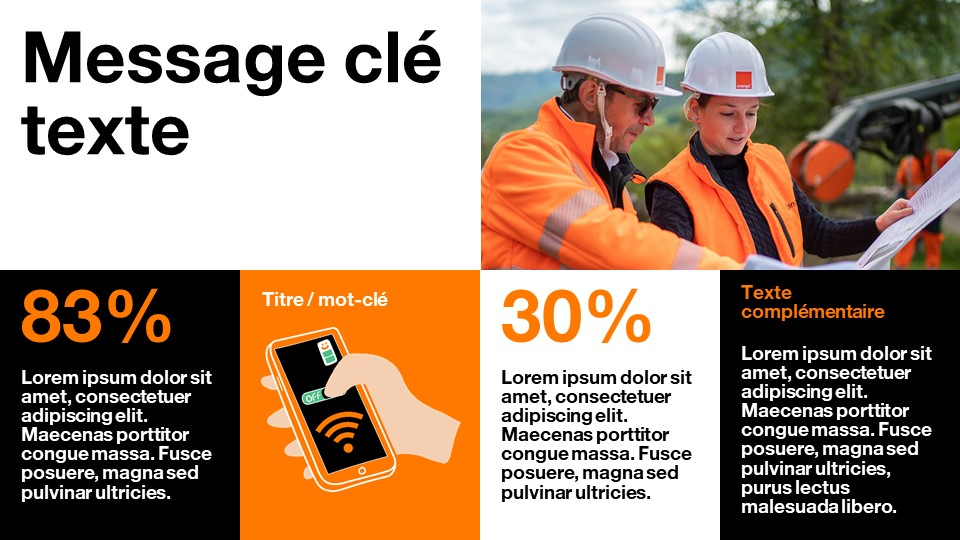 Message clé
texte
orange
83%
Lorem ipsum dolor sit
amet, consectetuer
adipiscing elit.
Maecenas porttitor
congue massa. Fusce
posuere, magna sed
pulvinar ultricies.
Titre / mot-clé
OFF
30%
Lorem ipsum dolor sit
amet, consectetuer
adipiscing elit.
Maecenas porttitor
congue massa. Fusce
posuere, magna sed
pulvinar ultricies.
Texte
complémentaire
Lorem ipsum dolor sit
amet, consectetuer
adipiscing elit.
Maecenas porttitor
congue massa. Fusce
posuere, magna sed
pulvinar ultricies,
purus lectus
malesuada libero.